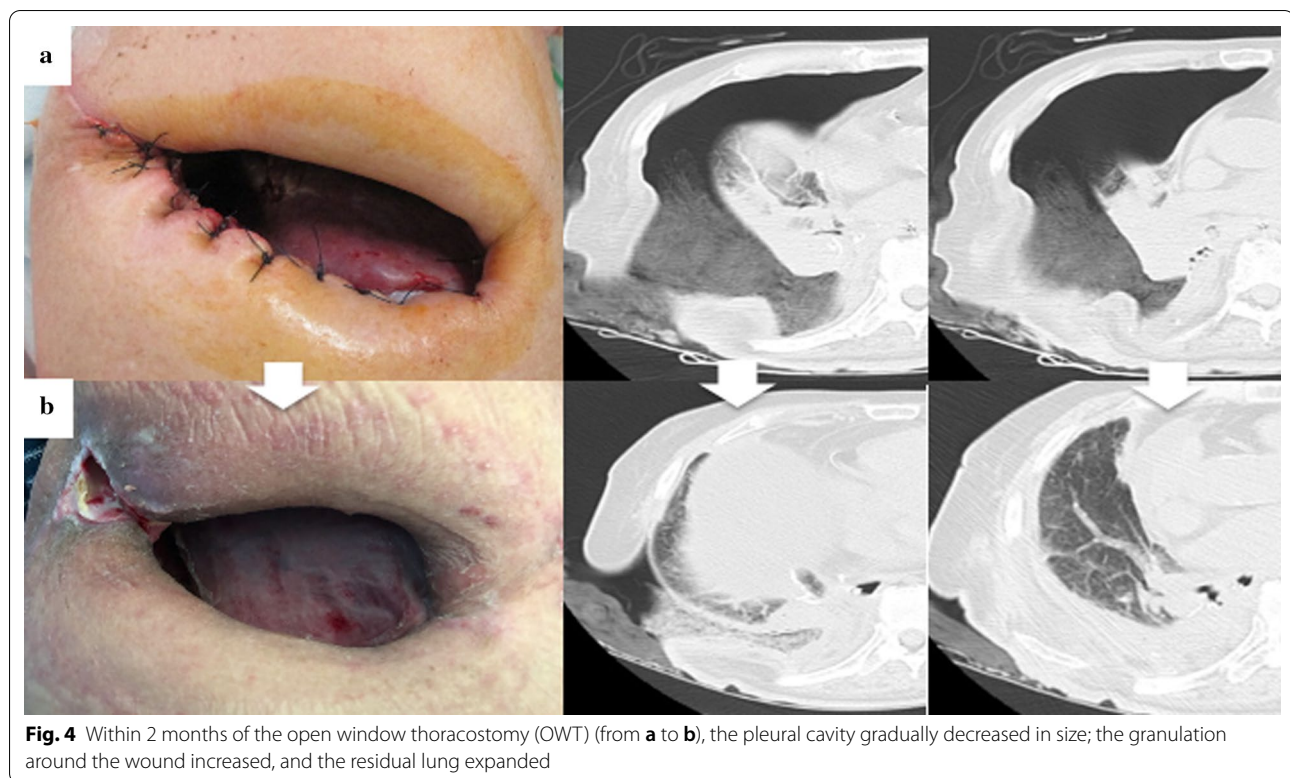 a
b
Fig. 4 Within 2 months of the open window thoracostomy (OWT) (from a to b), the pleural cavity gradually decreased in size; the granulation
around the wound increased, and the residual lung expanded